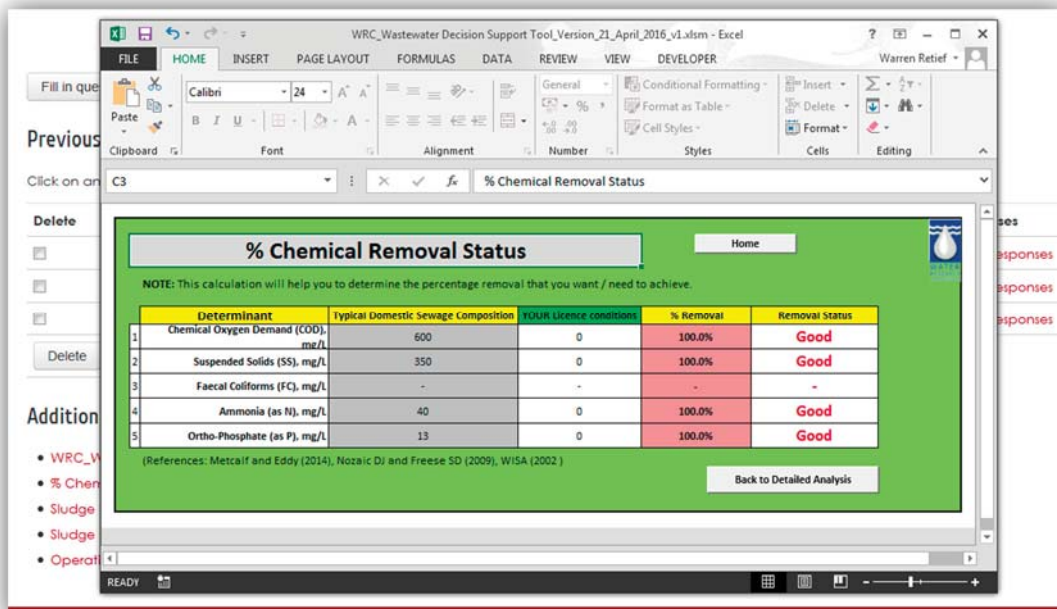 WRC_Wastewater Decision Support Tool_Version_21_April_2016_v1.xlsm - Excel
FILE HOME INSERT PAGE LAYOUT FORMULAS DATA REVIEW VIEW DEVELOPER Warren Retief
Fill in que
Paste
Calibri 24
B I U
General
Conditional Formatting
Format as Table
Cell Styles
Insert
Delete
Format
Clipboard Font Alignment Number Styles Cells Editing
Previous
Click on an
C3 % Chemical Removal Status
Delete ses
% Chemical Removal Status
Home
esponses
NOTE: This calculation will help you to determine the percentage removal that you want / need to achieve.
esponses
Determinant Typical Domestic Sewage Composition YOUR Licence conditions % Removal Removal Status
esponses
1 Chemical Oxygen Demand (COD), mg/L 600 0 100.0% Good
2 Suspended Solids (SS), mg/L 350 0 100.0% Good
Delete
3 Faecal Coliforms (FC), mg/L - - - -
4 Ammonia (as N), mg/L 40 0 100.0% Good
Addition
5 Ortho-Phosphate (as P), mg/L 13 0 100.0% Good
(References: Metcalf and Eddy (2014), Nozaic DJ and Freese SD (2009), WISA (2002 )
Back to Detailed Analysis
• WRC_W
• % Chem
• Sludge
• Sludge
• Operati
READY